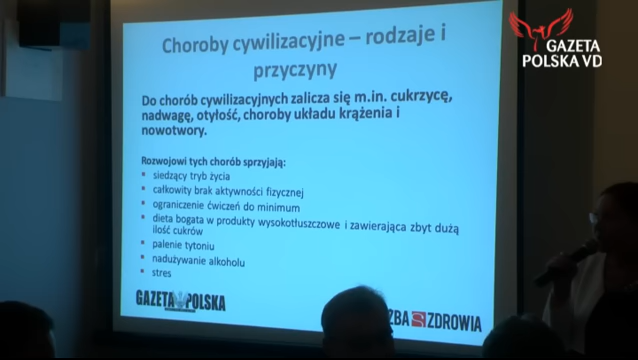 Choroby cywilizacyjne – rodzaje i
przyczyny
Do chorób cywilizacyjnych zalicza się m.in. cukrzycę,
nadwagę, otyłość, choroby układu krążenia i
nowotwory.
Rozwojowi tych chorób sprzyjają:
siedzący tryb życia
całkowity brak aktywności fizycznej
ograniczenie ćwiczeń do minimum
dieta bogata w produkty wysokotłuszczowe i zawierająca zbyt dużą
ilość cukrów
palenie tytoniu
nadużywanie alkoholu
stres
GAZETA POLSKA
ZDROWIA
GAZETA
POLSKA VD